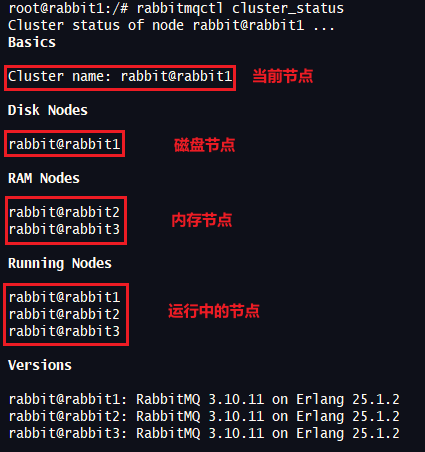 root@rabbit1:/# rabbitmqctl cluster_status
Cluster status of node rabbit@rabbit1 ...
Basics
Cluster name: rabbit@rabbit1 当前节点
Disk Nodes
rabbit@rabbit1 磁盘节点
RAM Nodes
rabbit@rabbit2
rabbit@rabbit3
内存节点
Running Nodes
rabbit@rabbit1
rabbit@rabbit2
rabbit@rabbit3
运行中的节点
Versions
rabbit@rabbit1: RabbitMQ 3.10.11 on Erlang 25.1.2
rabbit@rabbit2: RabbitMQ 3.10.11 on Erlang 25.1.2
rabbit@rabbit3: RabbitMQ 3.10.11 on Erlang 25.1.2